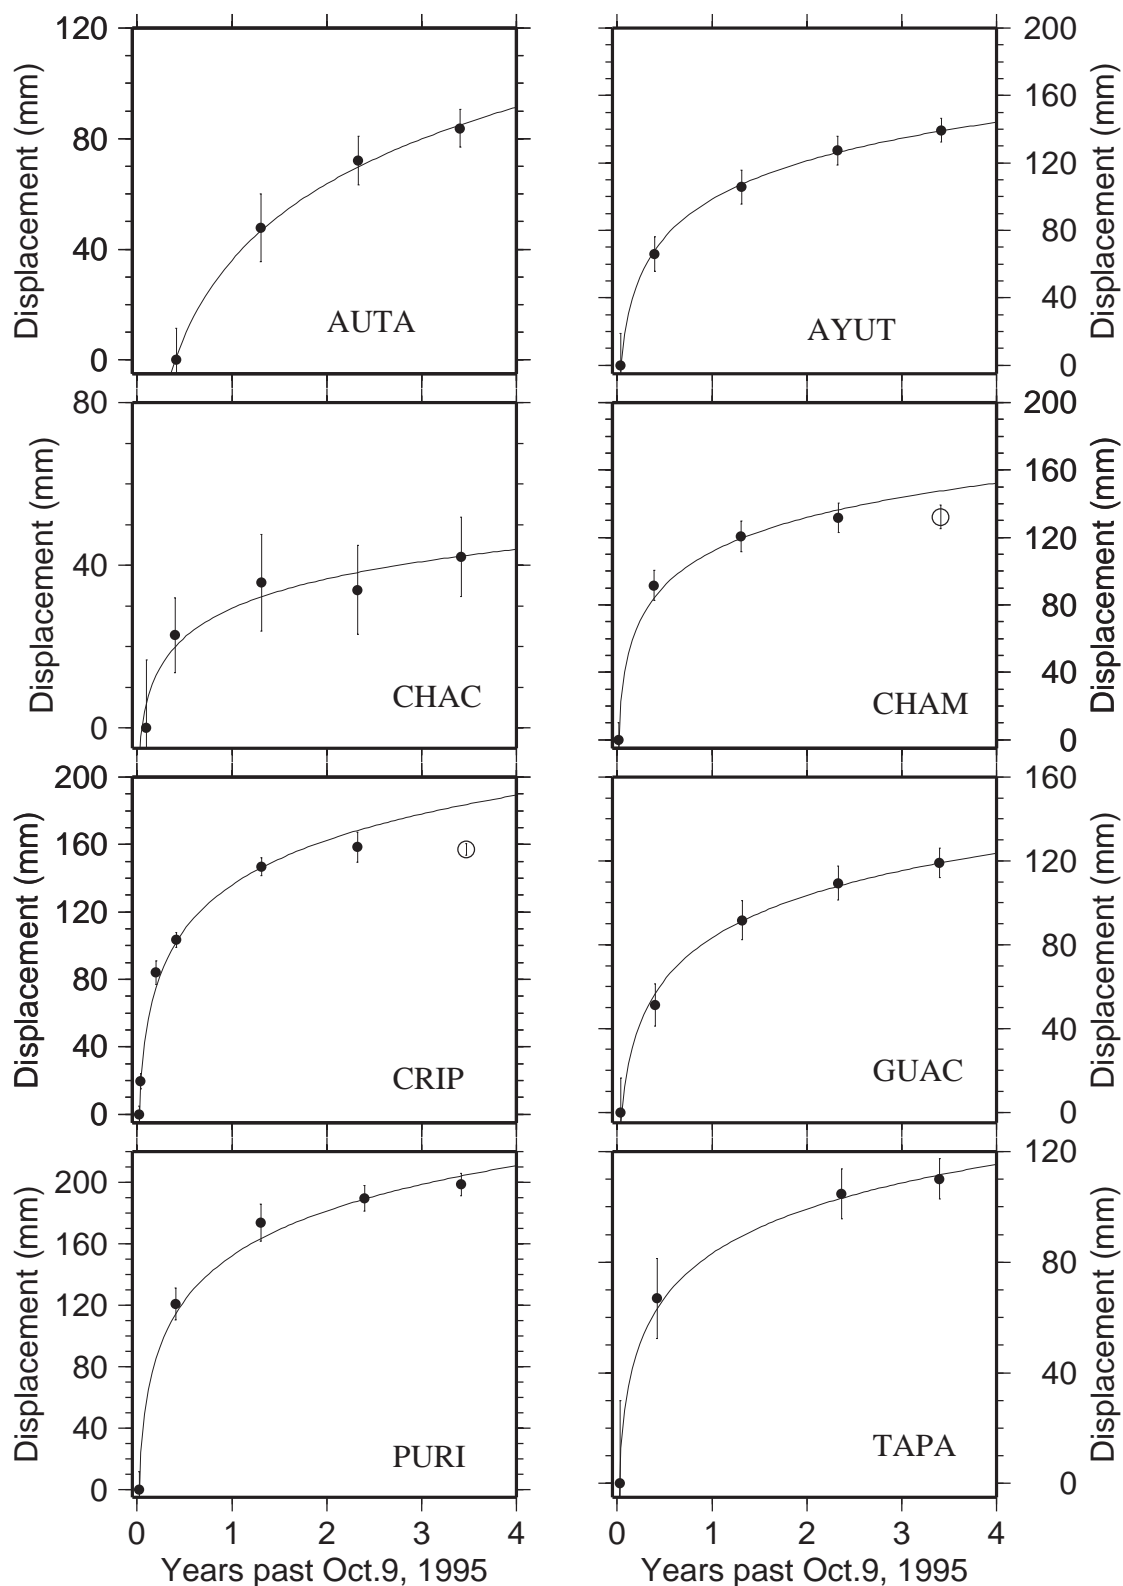 120
80
40
0
Displacement (mm)
AUTA
200
160
120
80
40
0
Displacement (mm)
AYUT
80
40
0
Displacement (mm)
CHAC
200
160
120
80
40
0
Displacement (mm)
CHAM
200
160
120
80
40
0
Displacement (mm)
CRIP
160
120
80
40
0
Displacement (mm)
GUAC
200
160
120
80
40
0
Displacement (mm)
PURI
0 1 2 3 4
Years past Oct.9, 1995
120
80
40
0
Displacement (mm)
TAPA
0 1 2 3 4
Years past Oct.9, 1995